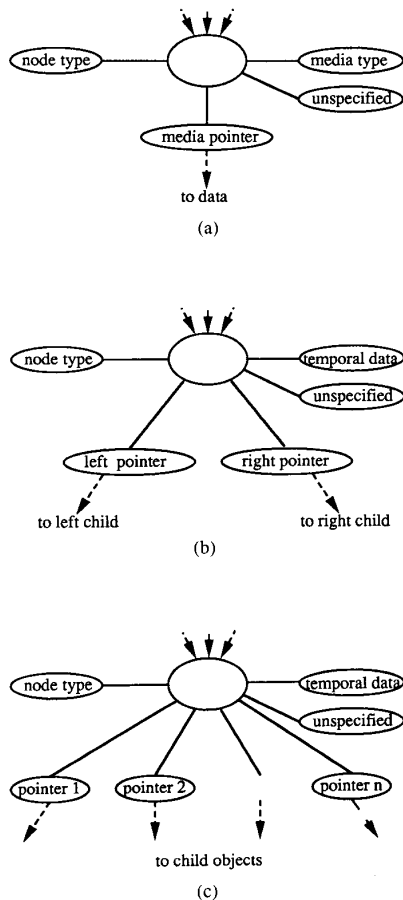 node type
media type
unspecified
media pointer
to data
(a)
node type
temporal data
unspecified
left pointer
right pointer
to left child
to right child
(b)
node type
temporal data
unspecified
pointer 1
pointer 2
pointer n
to child objects
(c)